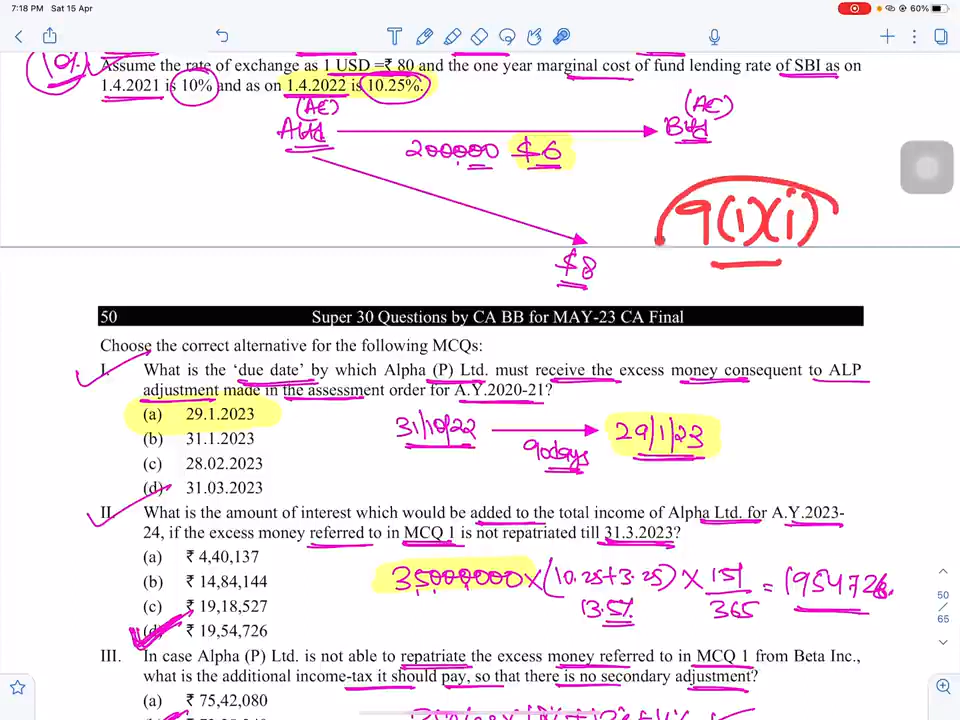 7:18 PM Sat 15 Apr
60%
10%
Assume the rate of exchange as 1 USD =₹ 80 and the one year marginal cost of fund lending rate of SBI as on
1.4.2021 is 10% and as on 1.4.2022 is 10.25%.
(AE) (AE)
A Ltd B Ltd
200000 $6
9(1)(i)
$8
50 Super 30 Questions by CA BB for MAY-23 CA Final
Choose the correct alternative for the following MCQs:
I. What is the ‘due date’ by which Alpha (P) Ltd. must receive the excess money consequent to ALP
adjustment made in the assessment order for A.Y.2020-21?
(a) 29.1.2023
(b) 31.1.2023
(c) 28.02.2023
(d) 31.03.2023
31/10/22 90days 29/1/23
II. What is the amount of interest which would be added to the total income of Alpha Ltd. for A.Y.2023-
24, if the excess money referred to in MCQ 1 is not repatriated till 31.3.2023?
(a) ₹ 4,40,137
(b) ₹ 14,84,144
(c) ₹ 19,18,527
(d) ₹ 19,54,726
35000000 × (10.25+3.25) × 151/365 = 1954726.
13.5%
50
/
65
III. In case Alpha (P) Ltd. is not able to repatriate the excess money referred to in MCQ 1 from Beta Inc.,
what is the additional income-tax it should pay, so that there is no secondary adjustment?
(a) ₹ 75,42,080